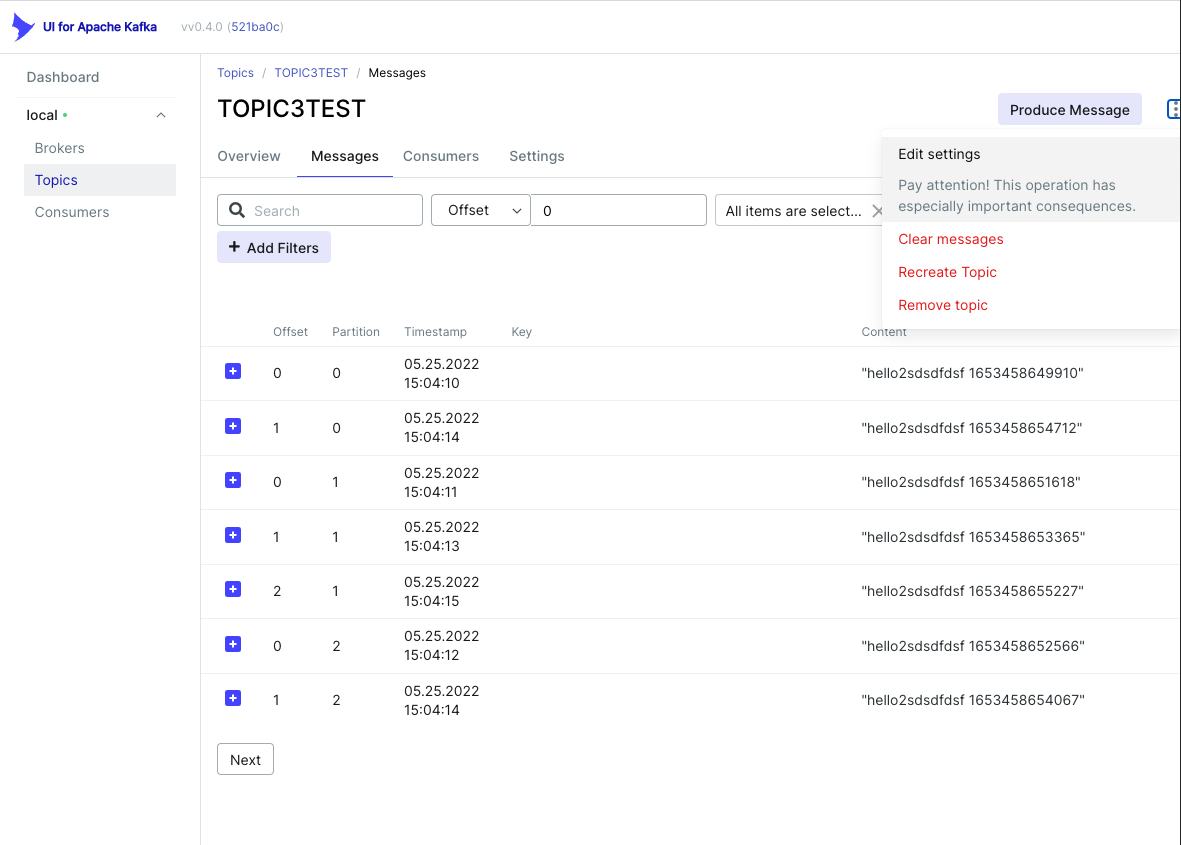 UI for Apache Kafka
vv0.4.0 (521ba0c)
Dashboard
local
Brokers
Topics
Consumers
Topics / TOPIC3TEST / Messages
TOPIC3TEST
Produce Message
Overview Messages Consumers Settings
Edit settings
Pay attention! This operation has
especially important consequences.
Clear messages
Recreate Topic
Remove topic
Search Offset 0 All items are select...
Add Filters
Offset Partition Timestamp Key Content
0 0 05.25.2022
15:04:10 "hello2sdsdfdsf 1653458649910"
1 0 05.25.2022
15:04:14 "hello2sdsdfdsf 1653458654712"
0 1 05.25.2022
15:04:11 "hello2sdsdfdsf 1653458651618"
1 1 05.25.2022
15:04:13 "hello2sdsdfdsf 1653458653365"
2 1 05.25.2022
15:04:15 "hello2sdsdfdsf 1653458655227"
0 2 05.25.2022
15:04:12 "hello2sdsdfdsf 1653458652566"
1 2 05.25.2022
15:04:14 "hello2sdsdfdsf 1653458654067"
Next